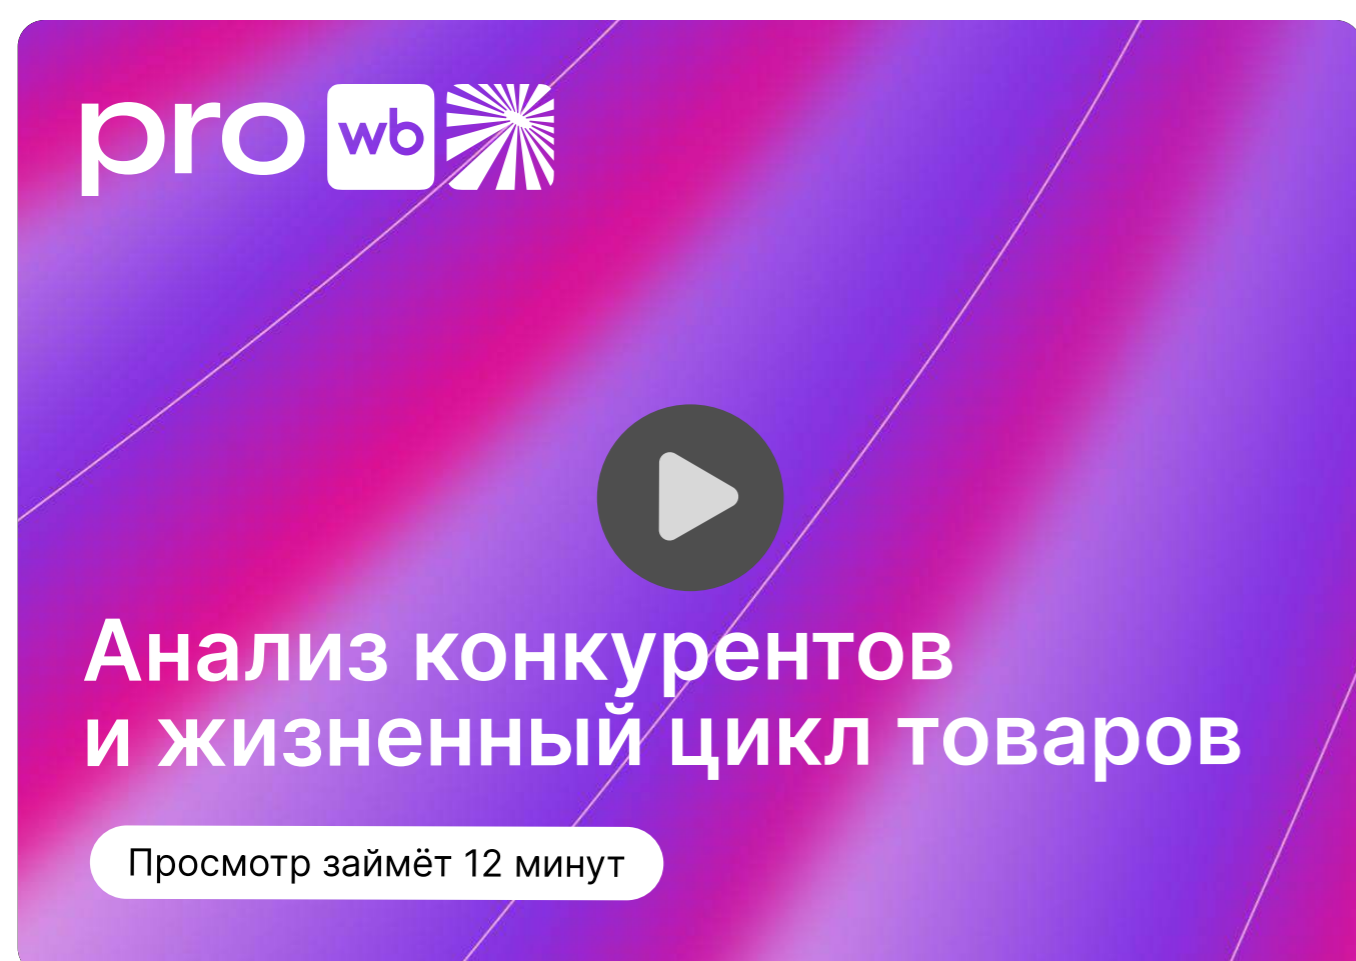 pro wb
Анализ конкурентов
и жизненный цикл товаров
Просмотр займёт 12 минут